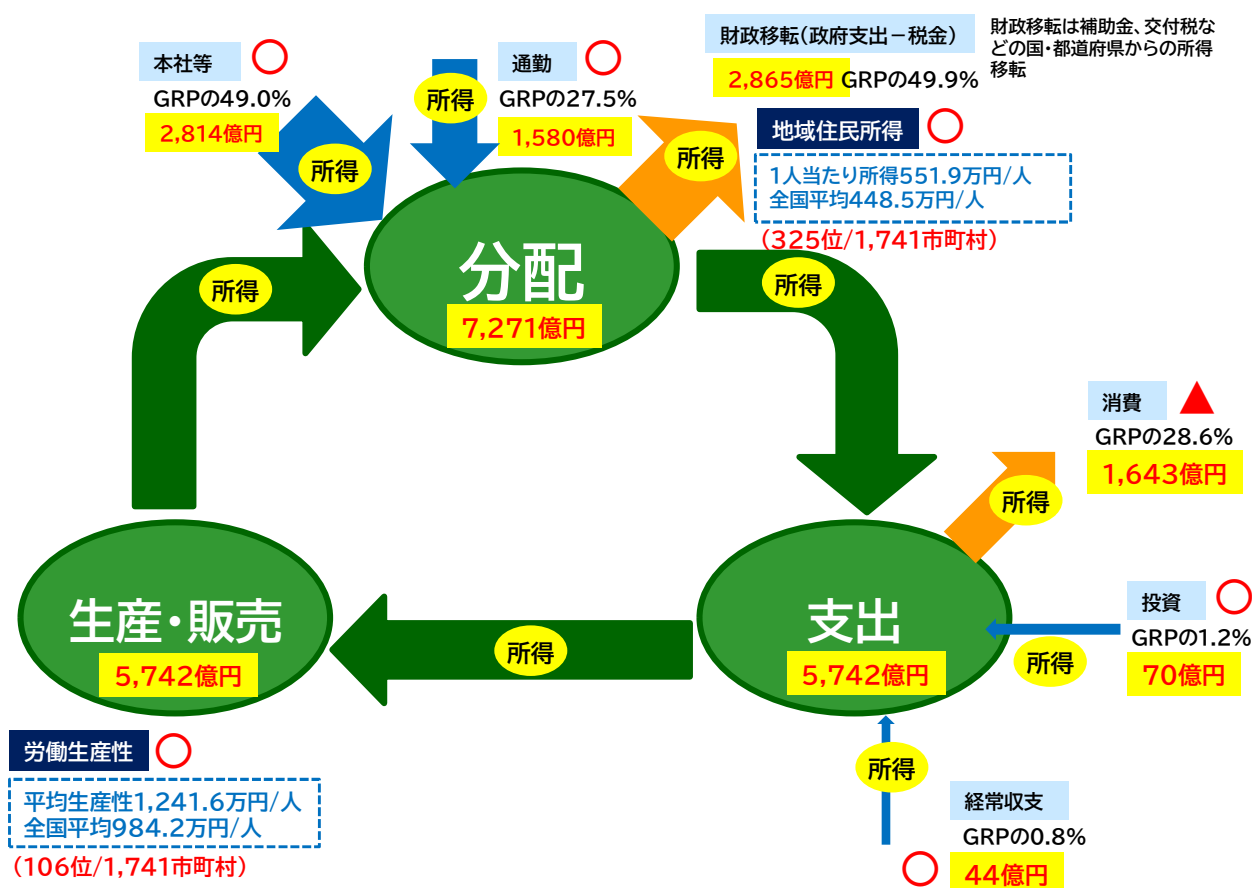 本社等
GRPの49.0%
2,814億円
所得
通勤
GRPの27.5%
1,580億円
所得
財政移転(政府支出-税金)
2,865億円 GRPの49.9%
財政移転は補助金、交付税な
どの国・都道府県からの所得
移転
所得
地域住民所得
1人当たり所得551.9万円/人
全国平均448.5万円/人
(325位/1,741市町村)
分配
7,271億円
所得
所得
消費
GRPの28.6%
1,643億円
所得
生産・販売
5,742億円
所得
支出
5,742億円
投資
GRPの1.2%
70億円
所得
労働生産性
平均生産性1,241.6万円/人
全国平均984.2万円/人
(106位/1,741市町村)
所得
経常収支
GRPの0.8%
44億円